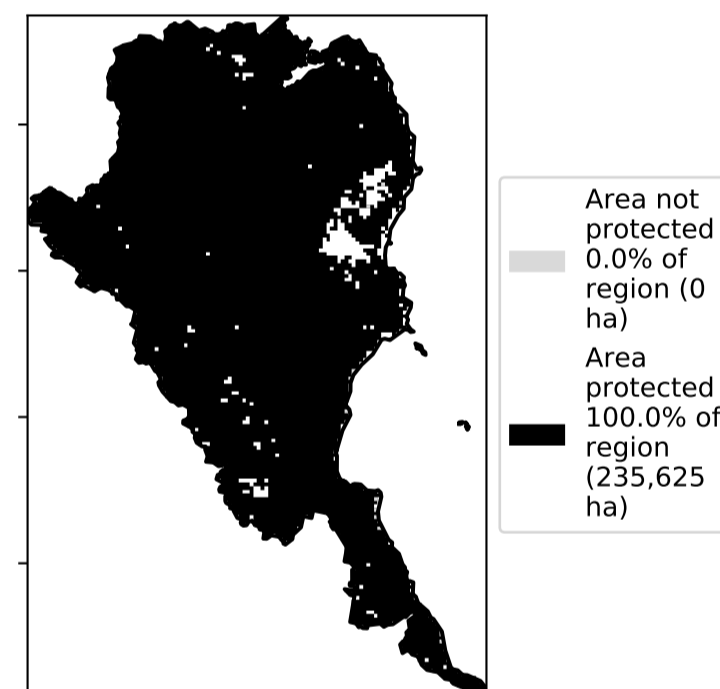 Area not
protected
0.0% of
region (0
ha)
Area
protected
100.0% of
region
(235,625
ha)